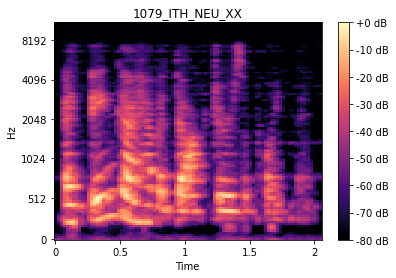 1079_ITH_NEU_XX
8192
4096
2048
1024
512
0
Hz
0
0.5
1
1.5
2
Time
+0 dB
-10 dB
-20 dB
-30 dB
-40 dB
-50 dB
-60 dB
-70 dB
-80 dB